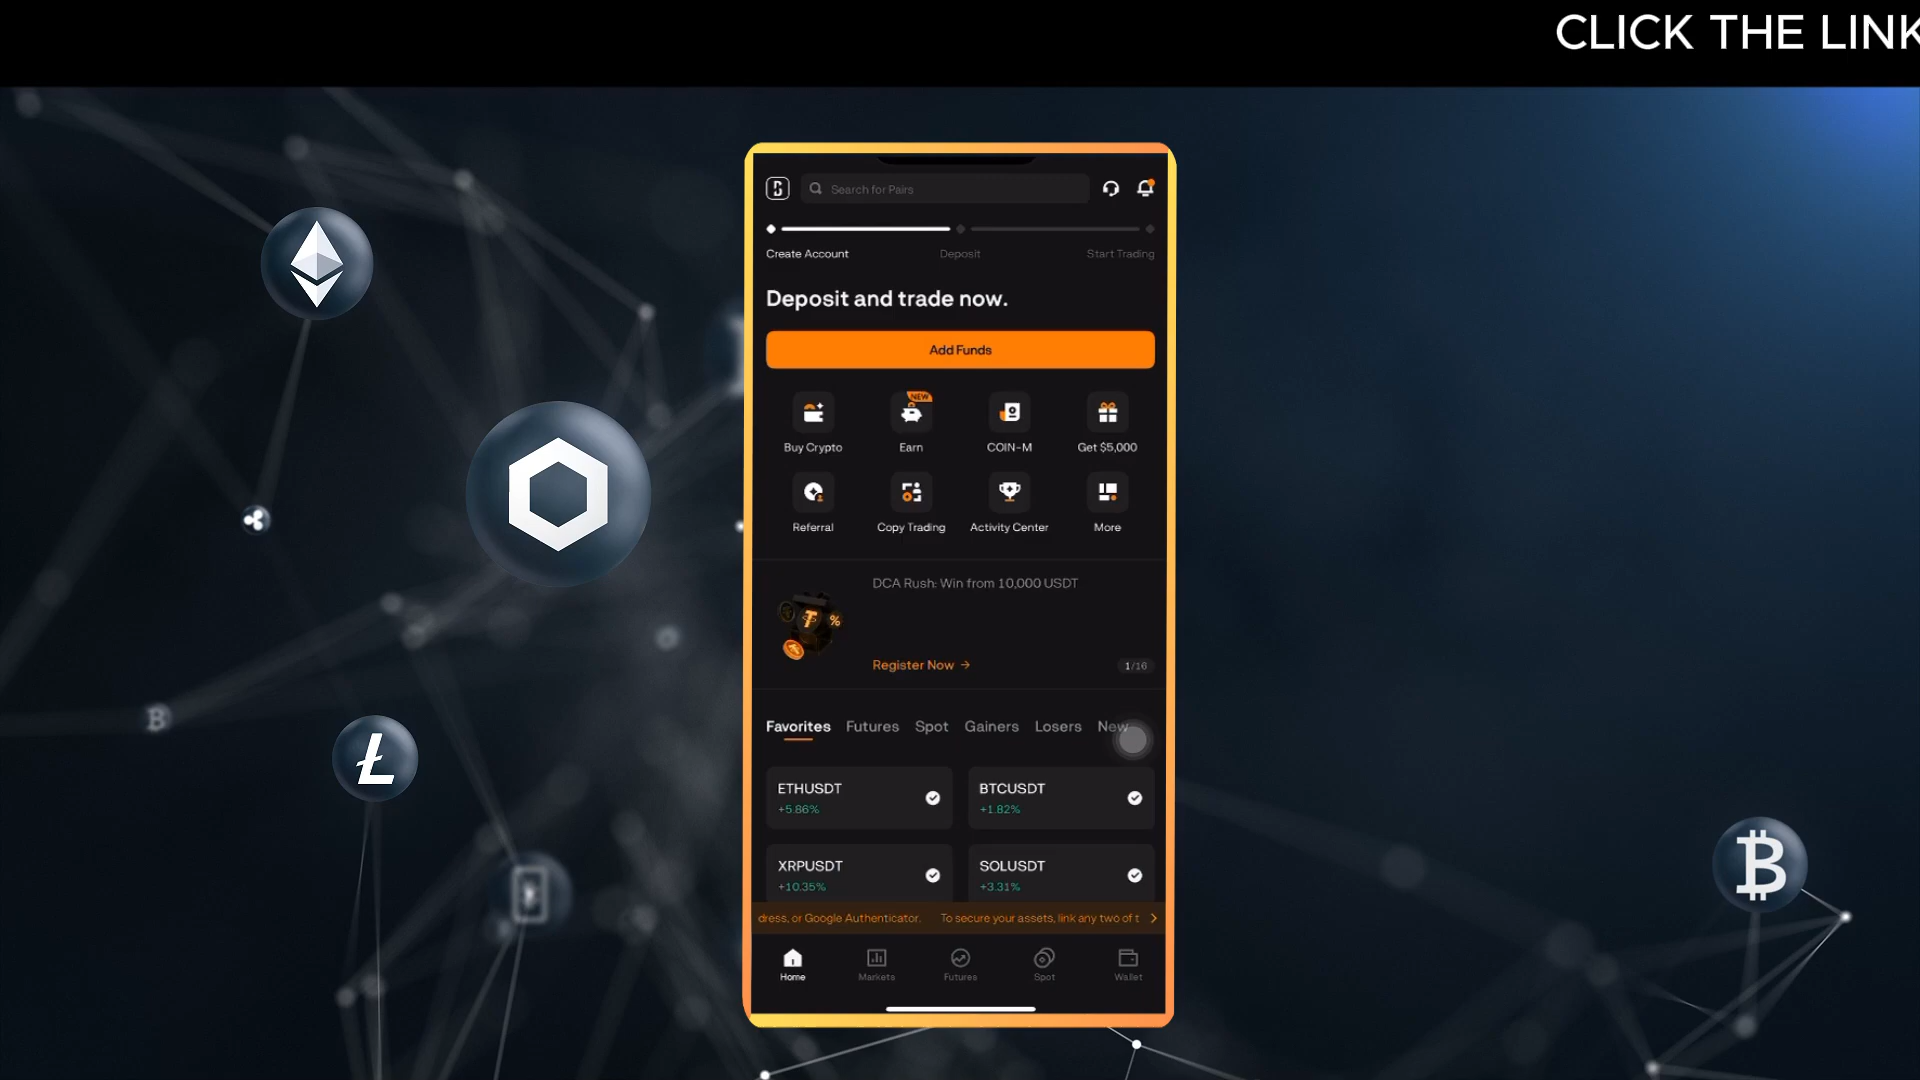 CLICK THE LINK
Search for Pairs
Create Account Deposit Start Trading
Deposit and trade now.
Add Funds
NEW
Buy Crypto Earn COIN-M Get $5,000
Referral Copy Trading Activity Center More
DCA Rush: Win from 10,000 USDT
Register Now →
1/16
Favorites Futures Spot Gainers Losers New
ETHUSDT BTCUSDT
+5.86% +1.82%
XRPUSDT SOLUSDT
+10.35% +3.31%
dress, or Google Authenticator. To secure your assets, link any two of t
Home Markets Futures Spot Wallet